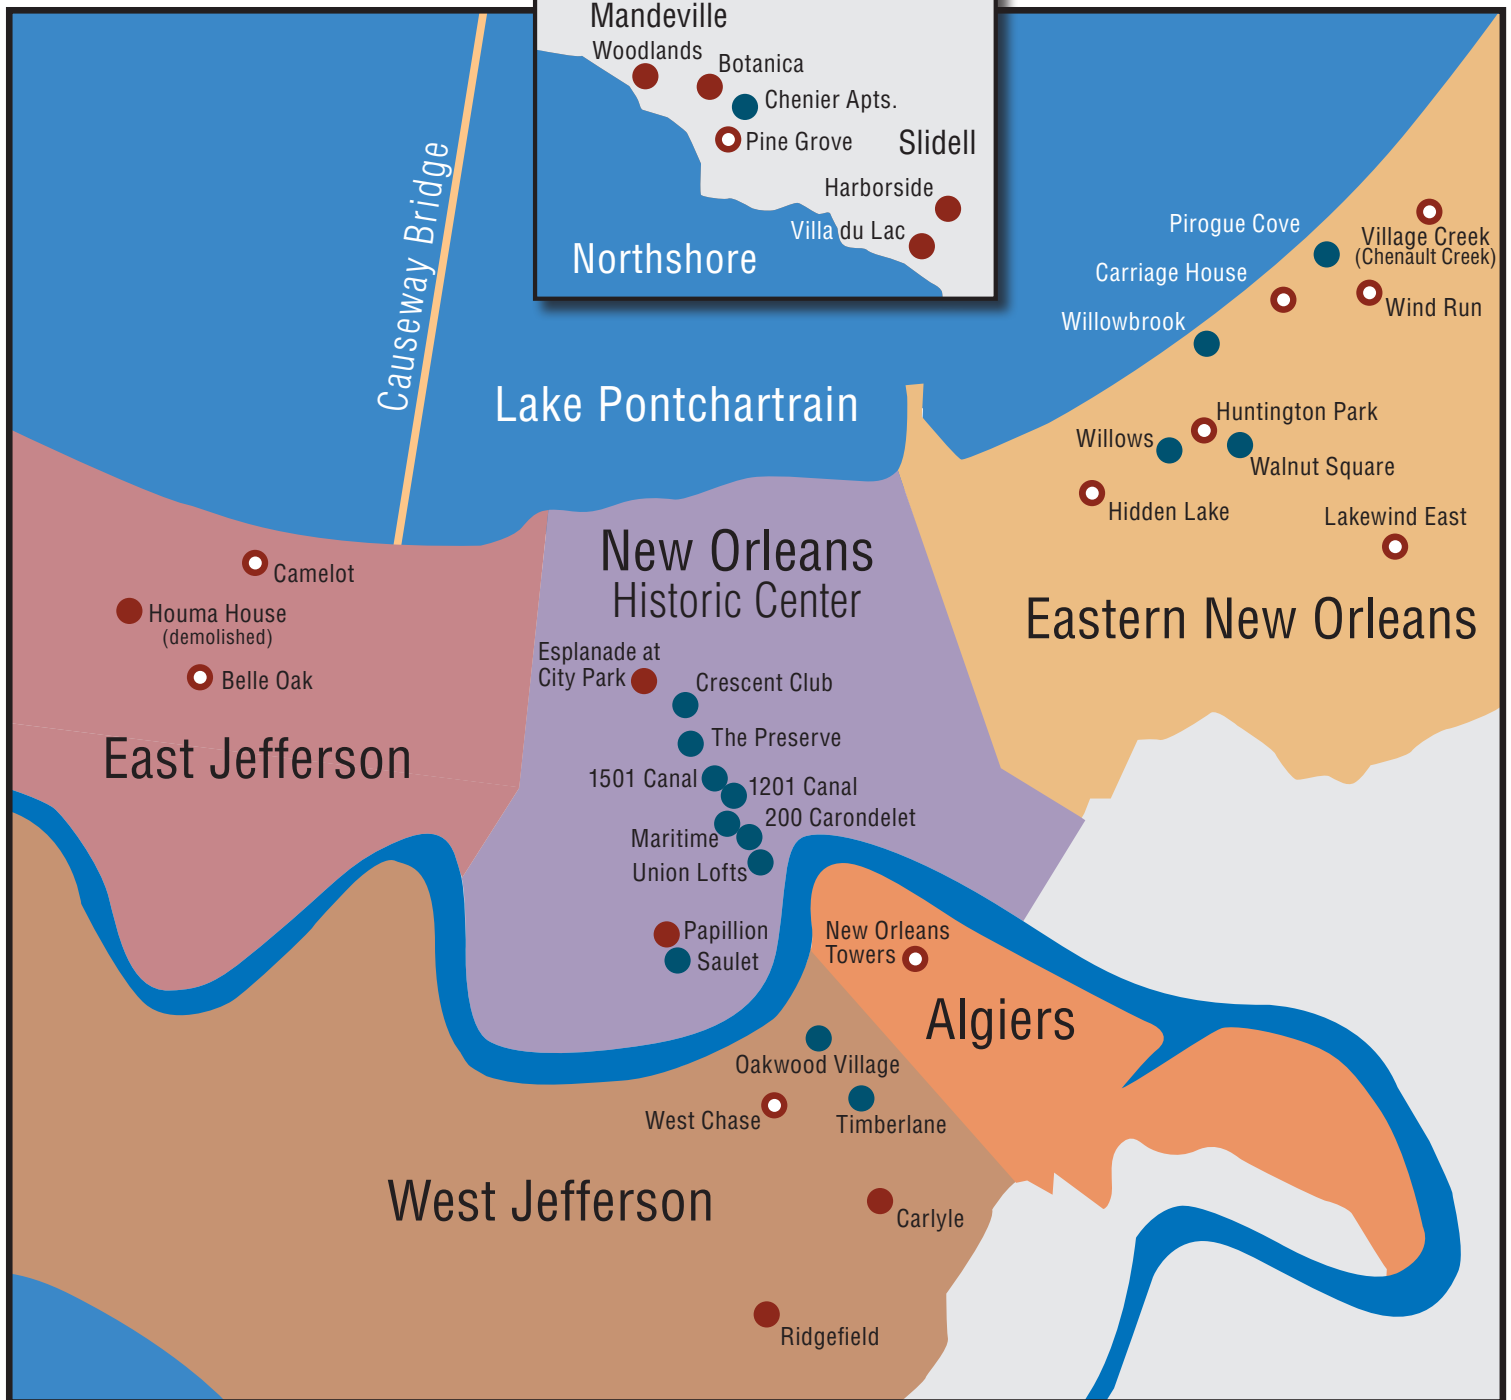 Mandeville
Woodlands
Botanica
Chenier Apts.
Pine Grove
Slidell
Harborside
Villa du Lac
Northshore
Causeway Bridge
Lake Pontchartrain
Pirogue Cove
Village Creek
(Chenault Creek)
Carriage House
Wind Run
Willowbrook
Huntington Park
Willows
Walnut Square
Hidden Lake
Lakewind East
Eastern New Orleans
Camelot
Houma House
(demolished)
Belle Oak
East Jefferson
New Orleans
Historic Center
Esplanade at
City Park
Crescent Club
The Preserve
1501 Canal
1201 Canal
200 Carondelet
Maritime
Union Lofts
Papillion
Saulet
New Orleans
Towers
Algiers
Oakwood Village
West Chase
Timberlane
West Jefferson
Carlyle
Ridgefield